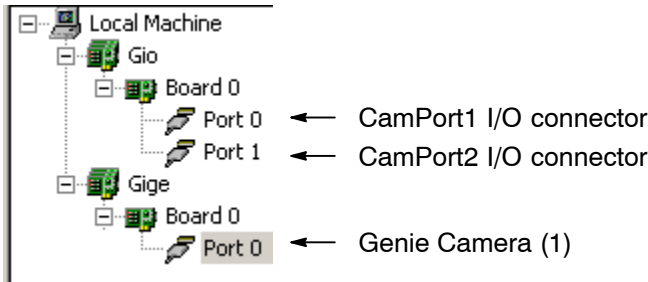 Local Machine
Gio
Board 0
Port 0 CamPort1 I/O connector
Port 1 CamPort2 I/O connector
Gige
Board 0
Port 0 Genie Camera (1)